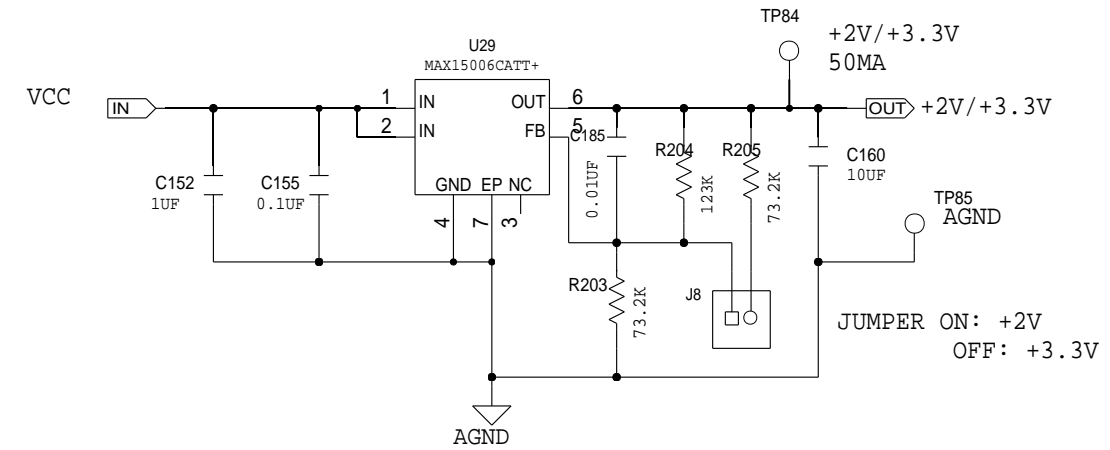 TP84
+2V/+3.3V
50MA
U29
MAX15006CATT+
VCC
IN
1
IN
OUT
6
OUT
+2V/+3.3V
2
IN
FB
5
C185
0.01UF
R204
123K
R205
73.2K
C160
10UF
C152
1UF
C155
0.1UF
GND EP NC
4
7
3
TP85
AGND
R203
73.2K
J8
JUMPER ON: +2V
OFF: +3.3V
AGND